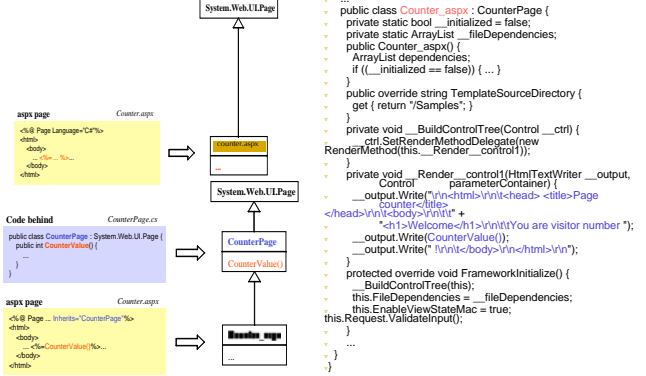 System.Web.UI.Page
aspx page Counter.aspx
<%@ Page Language="C#"%>
<html>
<body>
... <%= ... %>...
</body>
</html>
counter.aspx
...
System.Web.UI.Page
Code behind CounterPage.cs
public class CounterPage : System.Web.UI.Page {
public int CounterValue() {
...
}
}
CounterPage
CounterValue()
aspx page Counter.aspx
<%@ Page ... Inherits="CounterPage"%>
<html>
<body>
... <%=CounterValue()%>...
</body>
</html>
...
...
public class Counter_aspx : CounterPage {
private static bool __initialized = false;
private static ArrayList __fileDependencies;
public Counter_aspx() {
ArrayList dependencies;
if ((__initialized == false)) { ... }
}
public override string TemplateSourceDirectory {
get { return "/Samples"; }
}
private void __BuildControlTree(Control __ctrl) {
__ctrl.SetRenderMethodDelegate(new
RenderMethod(this.__Render__control1));
}
private void __Render__control1(HtmlTextWriter __output,
Control parameterContainer) {
__output.Write("\r\n<html>\r\n\t<head> <title>Page
counter</title>
</head>\r\n\t<body>\r\n\t\t" +
"<h1>Welcome</h1>\r\n\t\tYou are visitor number ");
__output.Write(CounterValue());
__output.Write(" !\r\n\t</body>\r\n</html>\r\n");
}
protected override void FrameworkInitialize() {
__BuildControlTree(this);
this.FileDependencies = __fileDependencies;
this.EnableViewStateMac = true;
this.Request.ValidateInput();
}
...
}
}